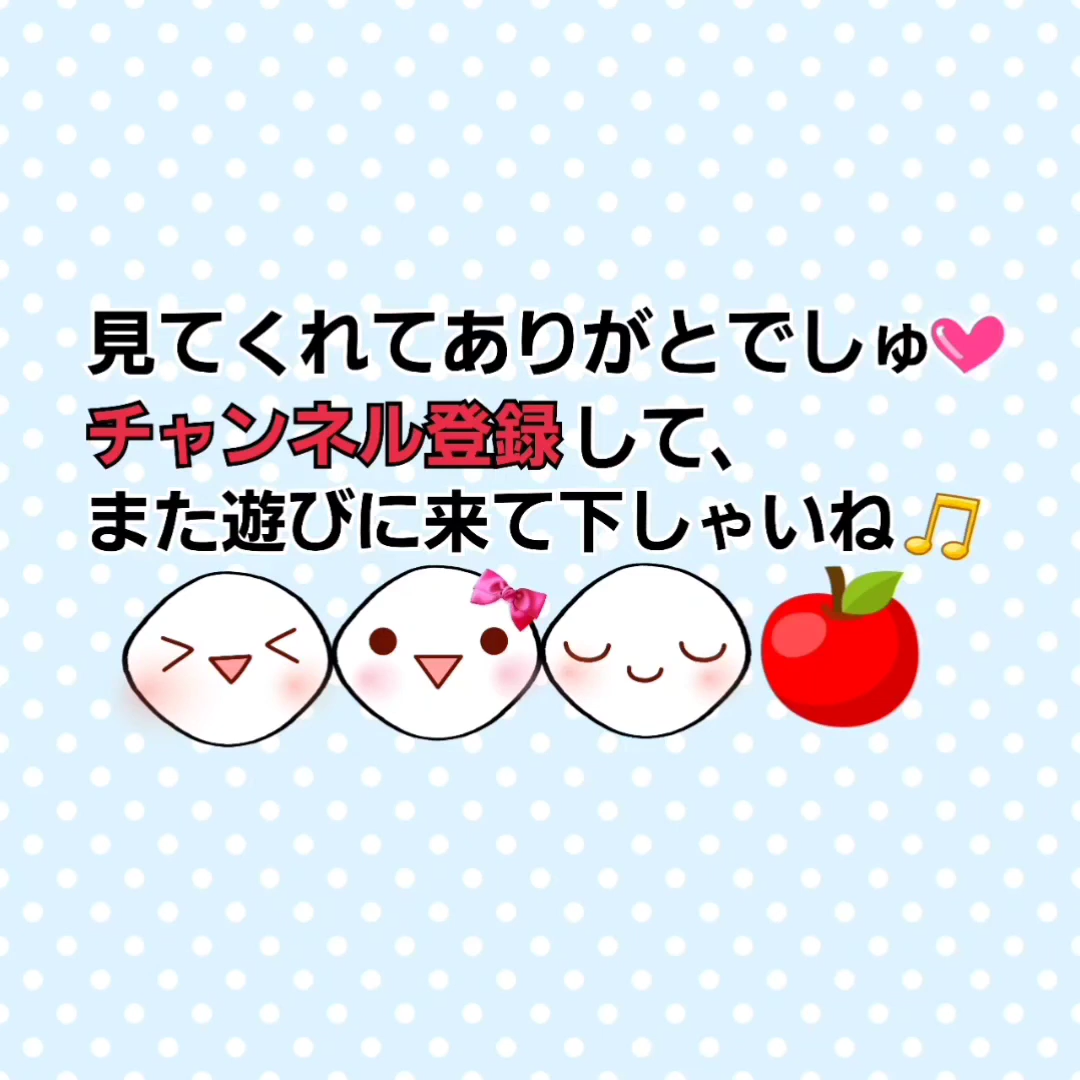 見てくれてありがとでしゅ
チャンネル登録して、
また遊びに来て下しゃいね